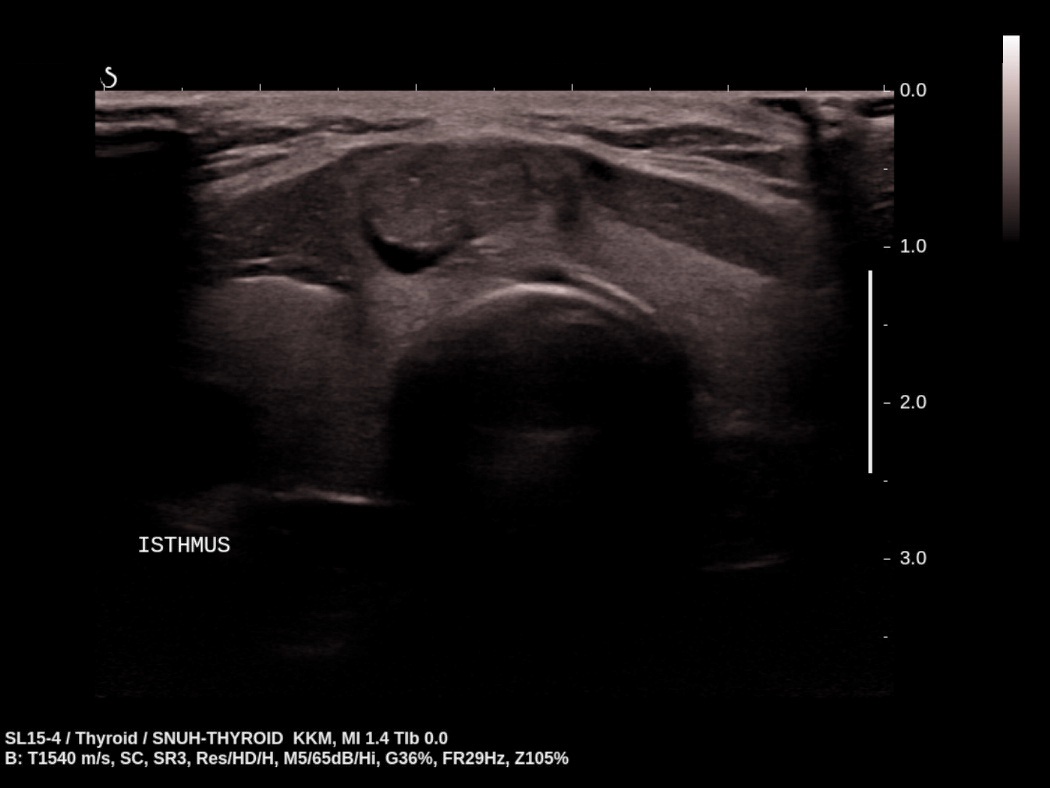 S
0.0
1.0
2.0
3.0
ISTHMUS
SL15-4 / Thyroid / SNUH-THYROID KKM, MI 1.4 TIb 0.0
B: T1540 m/s, SC, SR3, Res/HD/H, M5/65dB/Hi, G36%, FR29Hz, Z105%